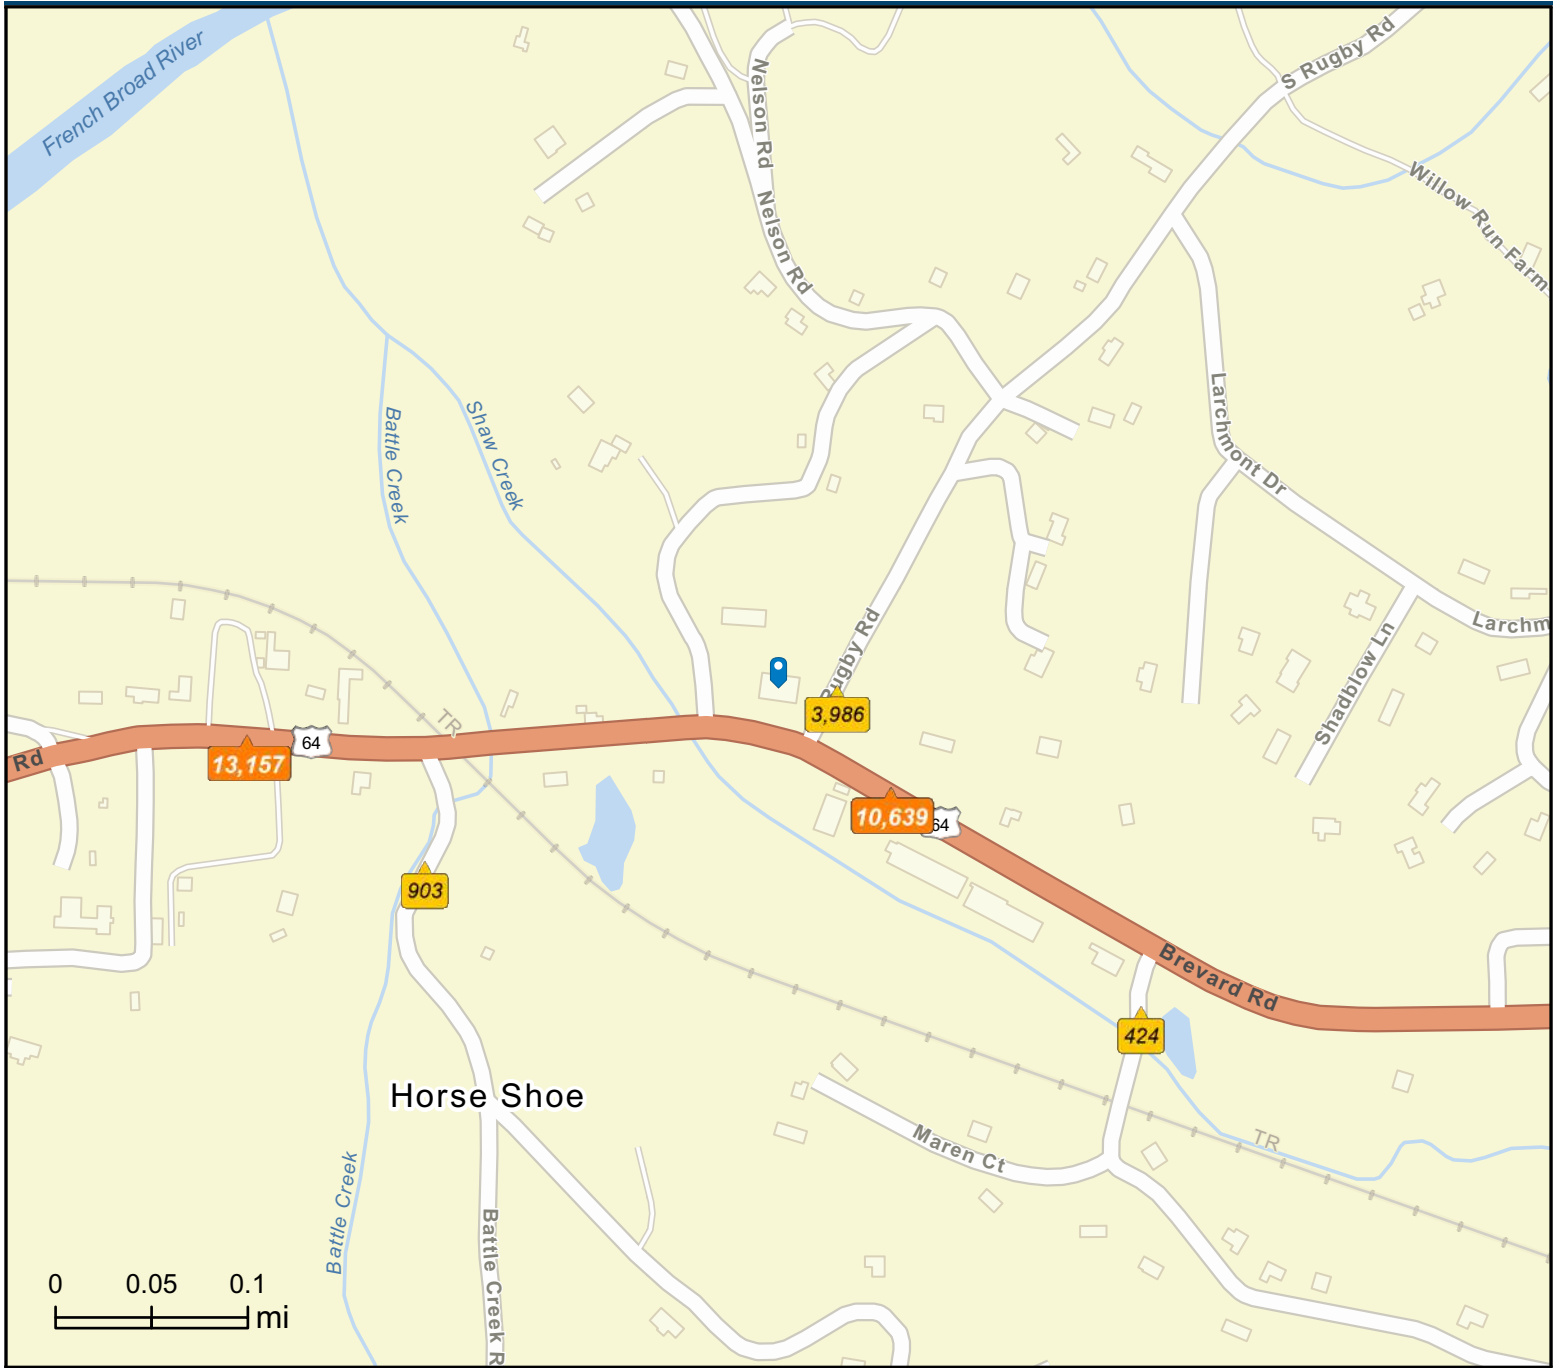 French Broad River
S Rugby Rd
Nelson Rd
Nelson Rd
Willow Run Farm
Larchmont Dr
Battle Creek
Shaw Creek
Rugby Rd
Larchm
Shadblow Ln
TR
3,986
64
Rd
13,157
10,639
64
903
Brevard Rd
424
Horse Shoe
Maren Ct
TR
Battle Creek
Battle Creek R
0 0.05 0.1
mi